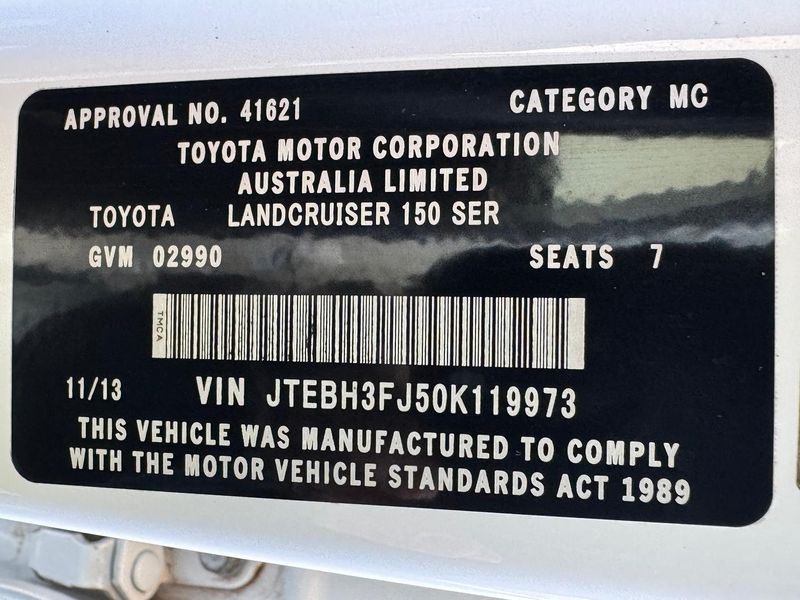 APPROVAL NO. 41621 CATEGORY MC
TOYOTA MOTOR CORPORATION
AUSTRALIA LIMITED
TOYOTA LANDCRUISER 150 SER
GVM 02990 SEATS 7
TMCA
11/13 VIN JTEBH3FJ50K119973
THIS VEHICLE WAS MANUFACTURED TO COMPLY
WITH THE MOTOR VEHICLE STANDARDS ACT 1989